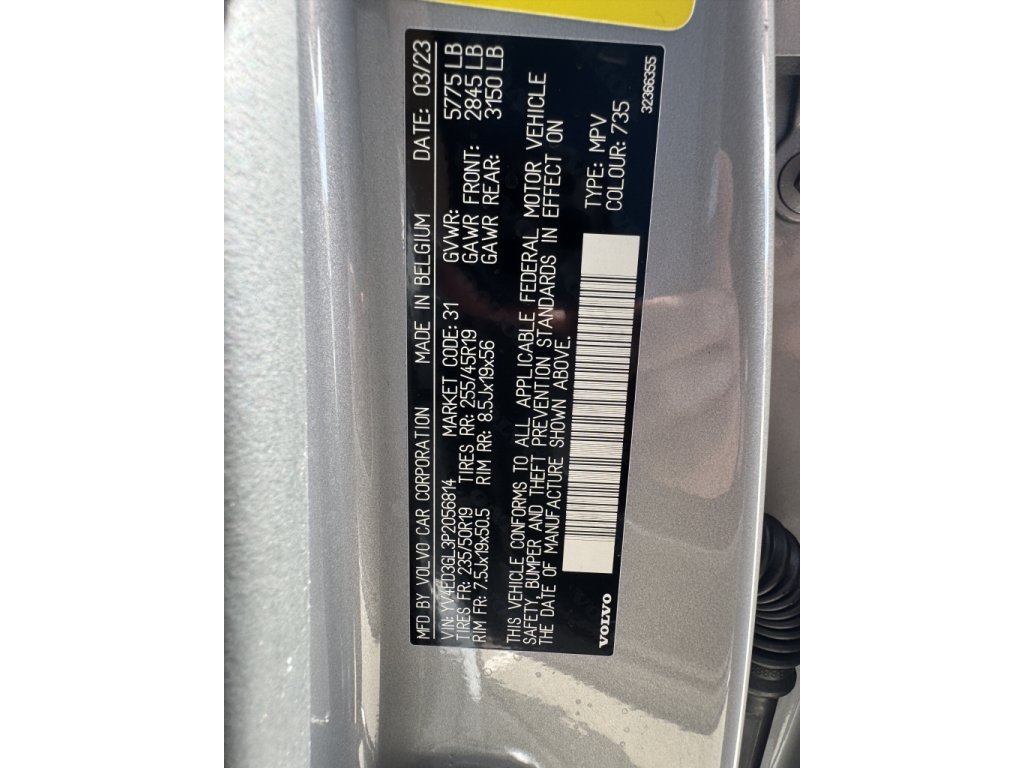 MFD BY VOLVO CAR CORPORATION MADE IN BELGIUM DATE: 03/23
VIN: YV4ED3GL3P2056814 MARKET CODE: 31 GVWR: 5775 LB
TIRES FR: 235/50R19 TIRES RR: 255/45R19 GAWR FRONT: 2845 LB
RIM FR: 7.5Jx19x50.5 RIM RR: 8.5Jx19x56 GAWR REAR: 3150 LB
THIS VEHICLE CONFORMS TO ALL APPLICABLE FEDERAL MOTOR VEHICLE
SAFETY, BUMPER AND THEFT PREVENTION STANDARDS IN EFFECT ON
THE DATE OF MANUFACTURE SHOWN ABOVE.
TYPE: MPV
COLOUR: 735
VOLVO
32366355